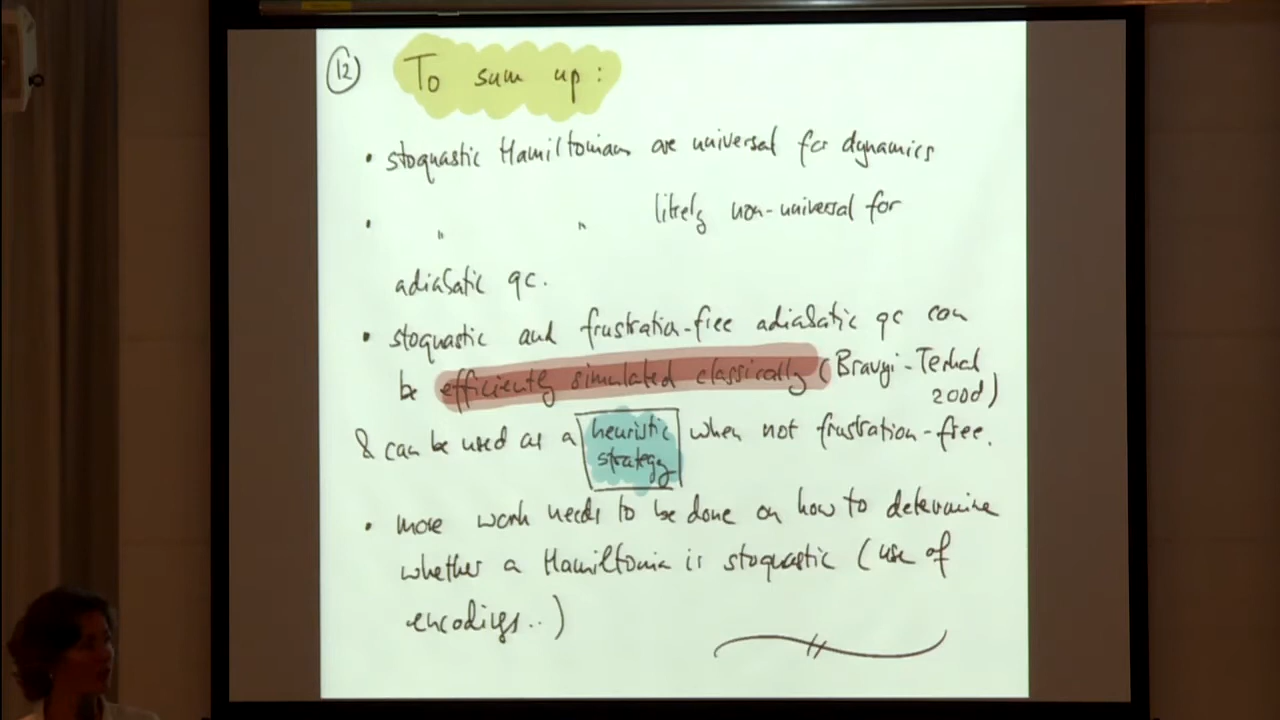 12 To sum up:
• stoquastic Hamiltonians are universal for dynamics
• " " likely non-universal for
adiabatic qc.
• stoquastic and frustration-free adiabatic qc can
be efficiently simulated classically (Bravyi-Terhal
2008)
& can be used as a heuristic when not frustration-free.
strategy
• more work needs to be done on how to determine
whether a Hamiltonian is stoquastic (use of
encodings..)